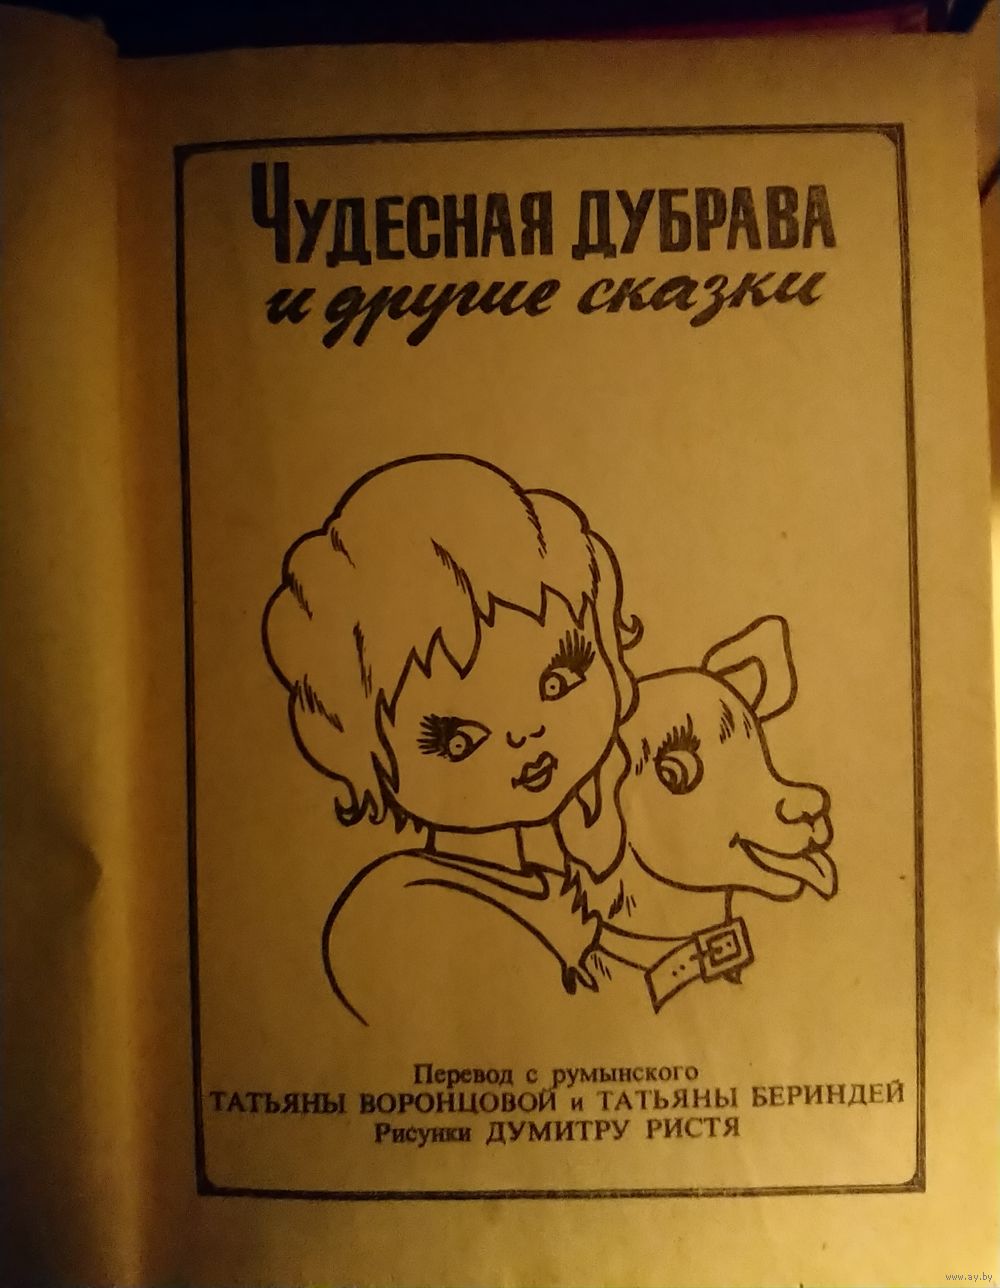 Чудесная дубрава
и другие сказки
Перевод с румынского
ТАТЬЯНЫ ВОРОНЦОВОЙ и ТАТЬЯНЫ БЕРИНДЕЙ
Рисунки ДУМИТРУ РИСТЯ
www.ay.by